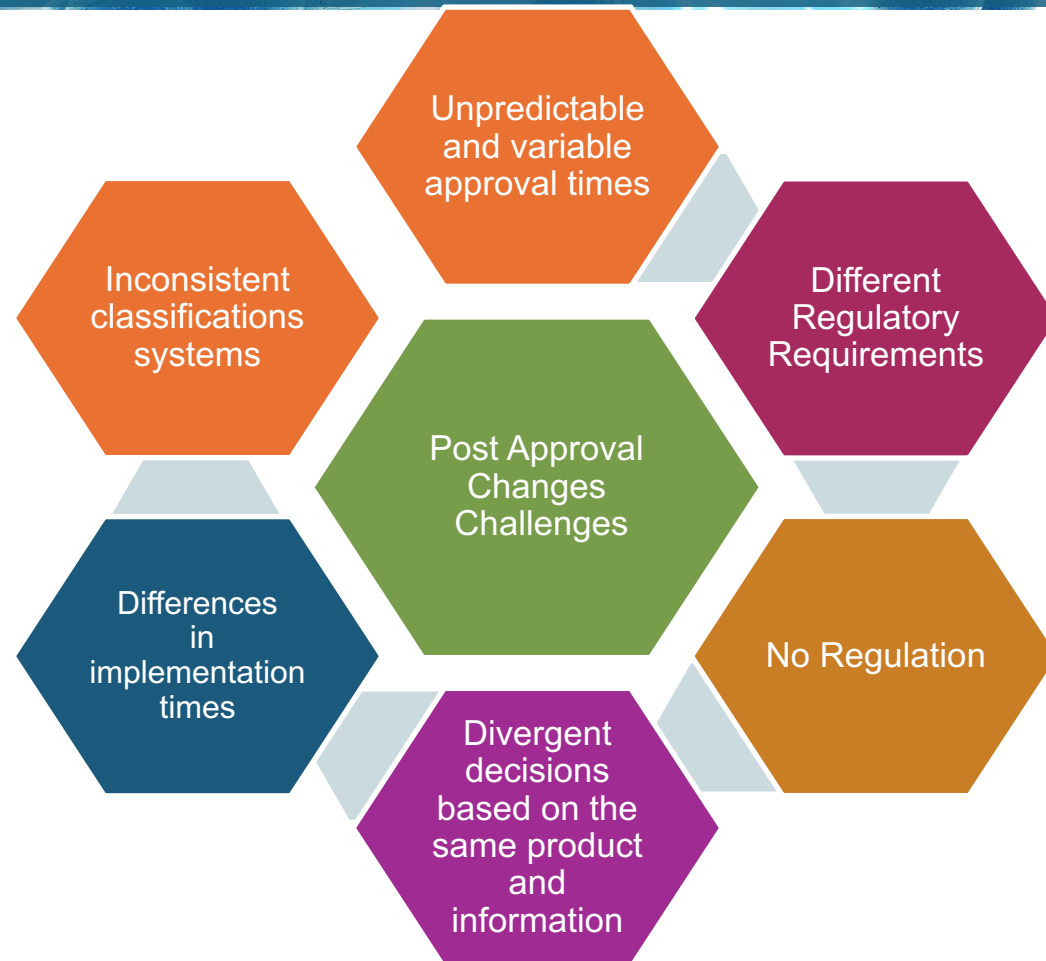 Unpredictable
and variable
approval times
Different
Regulatory
Requirements
No Regulation
Divergent
decisions
based on the
same product
and
information
Differences
in
implementation
times
Inconsistent
classifications
systems
Post Approval
Changes
Challenges